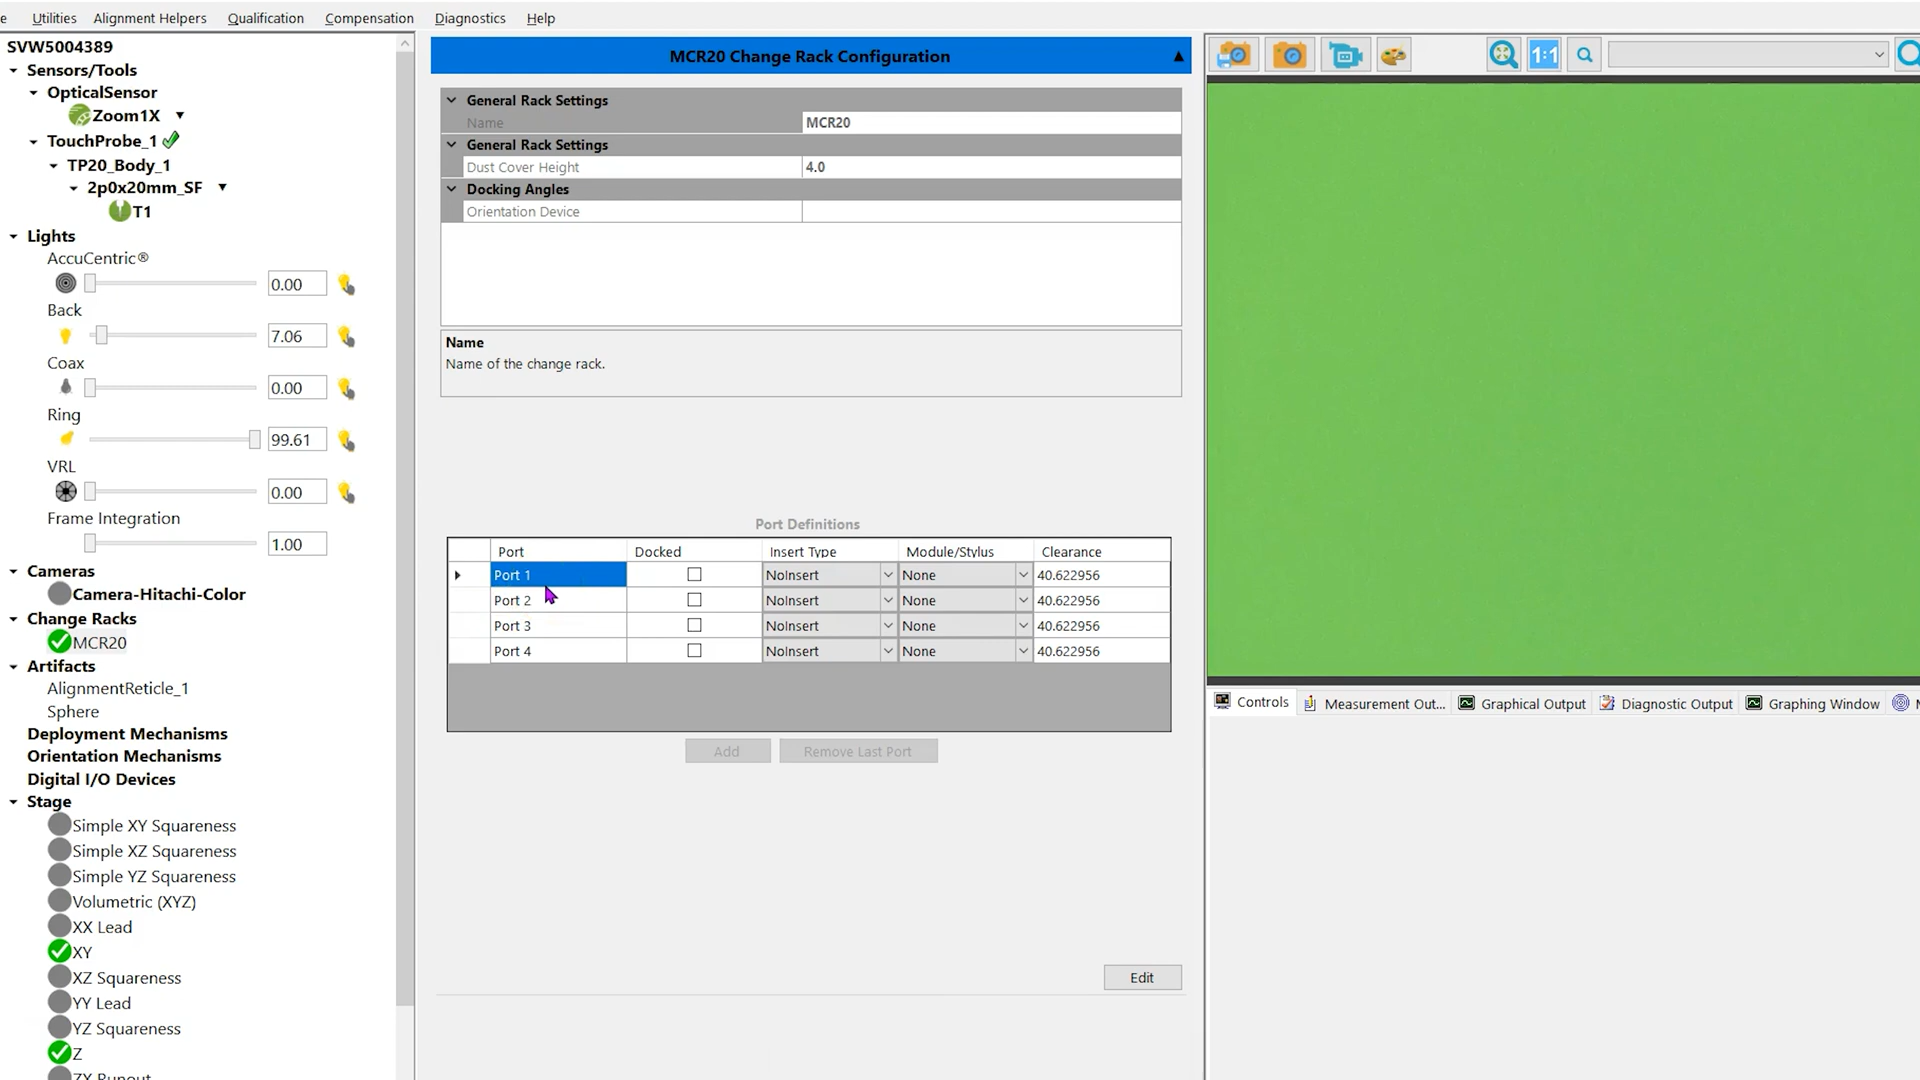 e Utilities Alignment Helpers Qualification Compensation Diagnostics Help
SVW5004389
Sensors/Tools
OpticalSensor
Zoom1X
TouchProbe_1
TP20_Body_1
2p0x20mm_SF
T1
Lights
AccuCentric®
0.00
Back
7.06
Coax
0.00
Ring
99.61
VRL
0.00
Frame Integration
1.00
Cameras
Camera-Hitachi-Color
Change Racks
MCR20
Artifacts
AlignmentReticle_1
Sphere
Deployment Mechanisms
Orientation Mechanisms
Digital I/O Devices
Stage
Simple XY Squareness
Simple XZ Squareness
Simple YZ Squareness
Volumetric (XYZ)
XX Lead
XY
XZ Squareness
YY Lead
YZ Squareness
Z
ZX Runout
MCR20 Change Rack Configuration
General Rack Settings
Name MCR20
General Rack Settings
Dust Cover Height 4.0
Docking Angles
Orientation Device
Name
Name of the change rack.
Port Definitions
Port Docked Insert Type Module/Stylus Clearance
Port 1 NoInsert None 40.622956
Port 2 NoInsert None 40.622956
Port 3 NoInsert None 40.622956
Port 4 NoInsert None 40.622956
Add Remove Last Port
Edit
1:1
Controls Measurement Out... Graphical Output Diagnostic Output Graphing Window